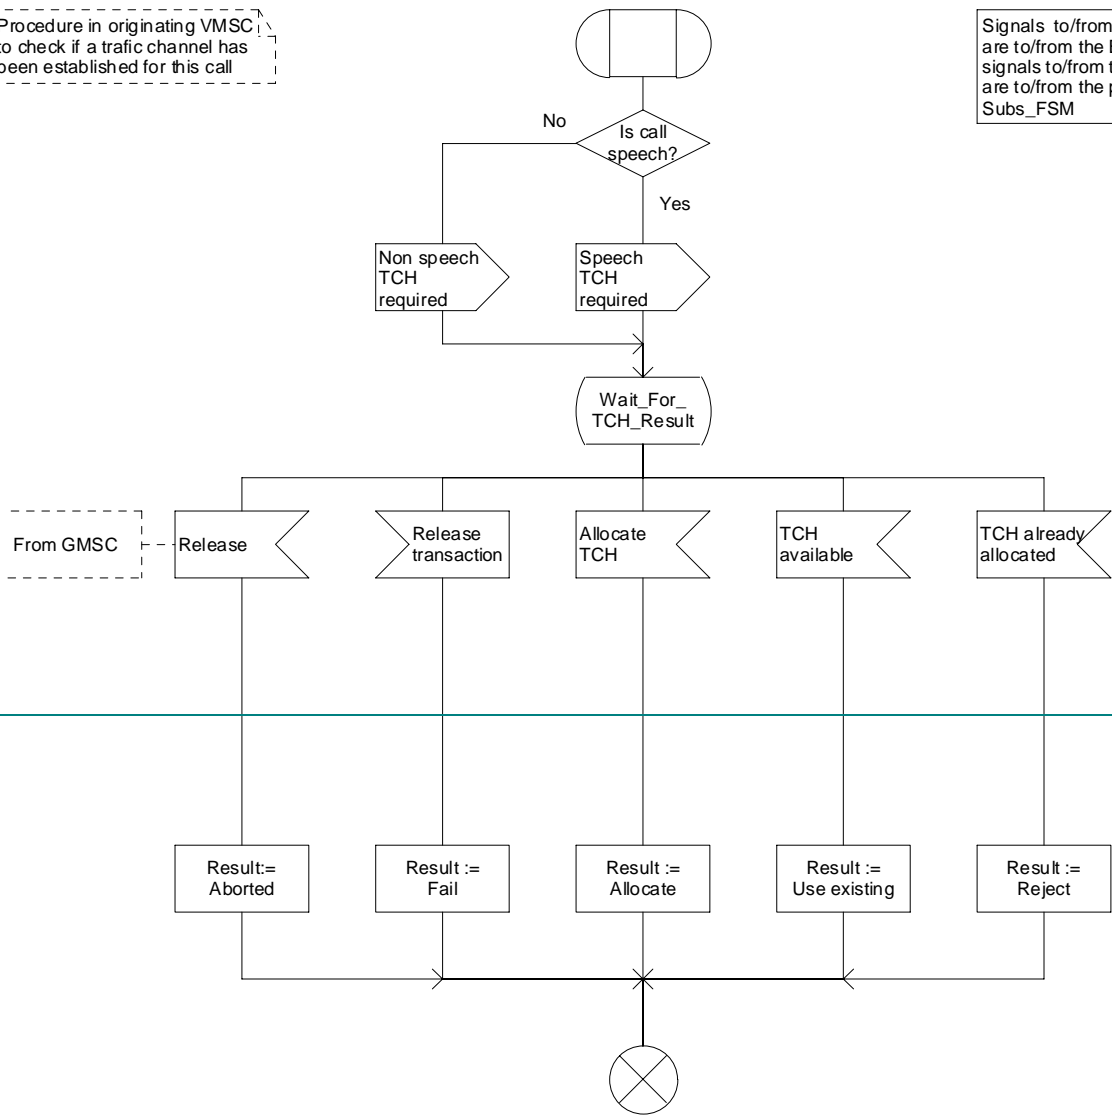 Procedure in originating VMSC
to check if a trafic channel has
been established for this call
Signals to/from
are to/from the
signals to/from
are to/from the
Subs_FSM
Is call
speech?
No
Yes
Non speech
TCH
required
Speech
TCH
required
Wait_For_
TCH_Result
From GMSC
Release
Release
transaction
Allocate
TCH
TCH
available
TCH already
allocated
Result:=
Aborted
Result :=
Fail
Result :=
Allocate
Result :=
Use existing
Result :=
Reject